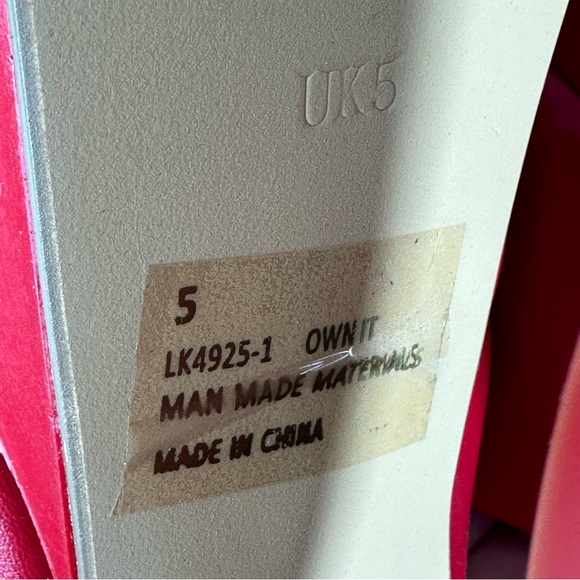 UK5
5
LK4925-1 OWN IT
MAN MADE MATERIALS
MADE IN CHINA